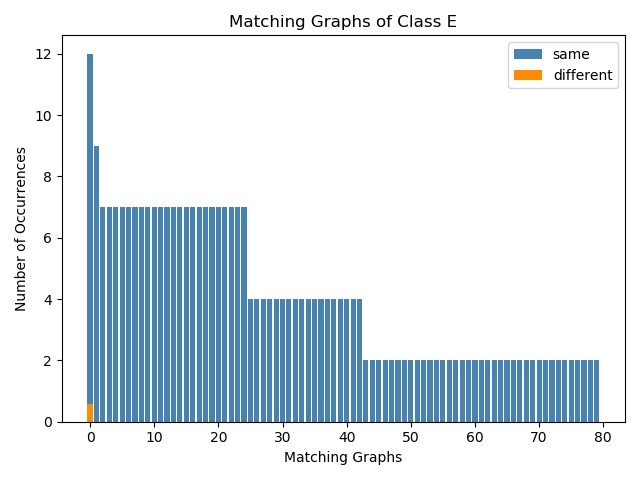 Matching Graphs of Class E
same
different
Number of Occurrences
12
10
8
6
4
2
0
0 10 20 30 40 50 60 70 80
Matching Graphs